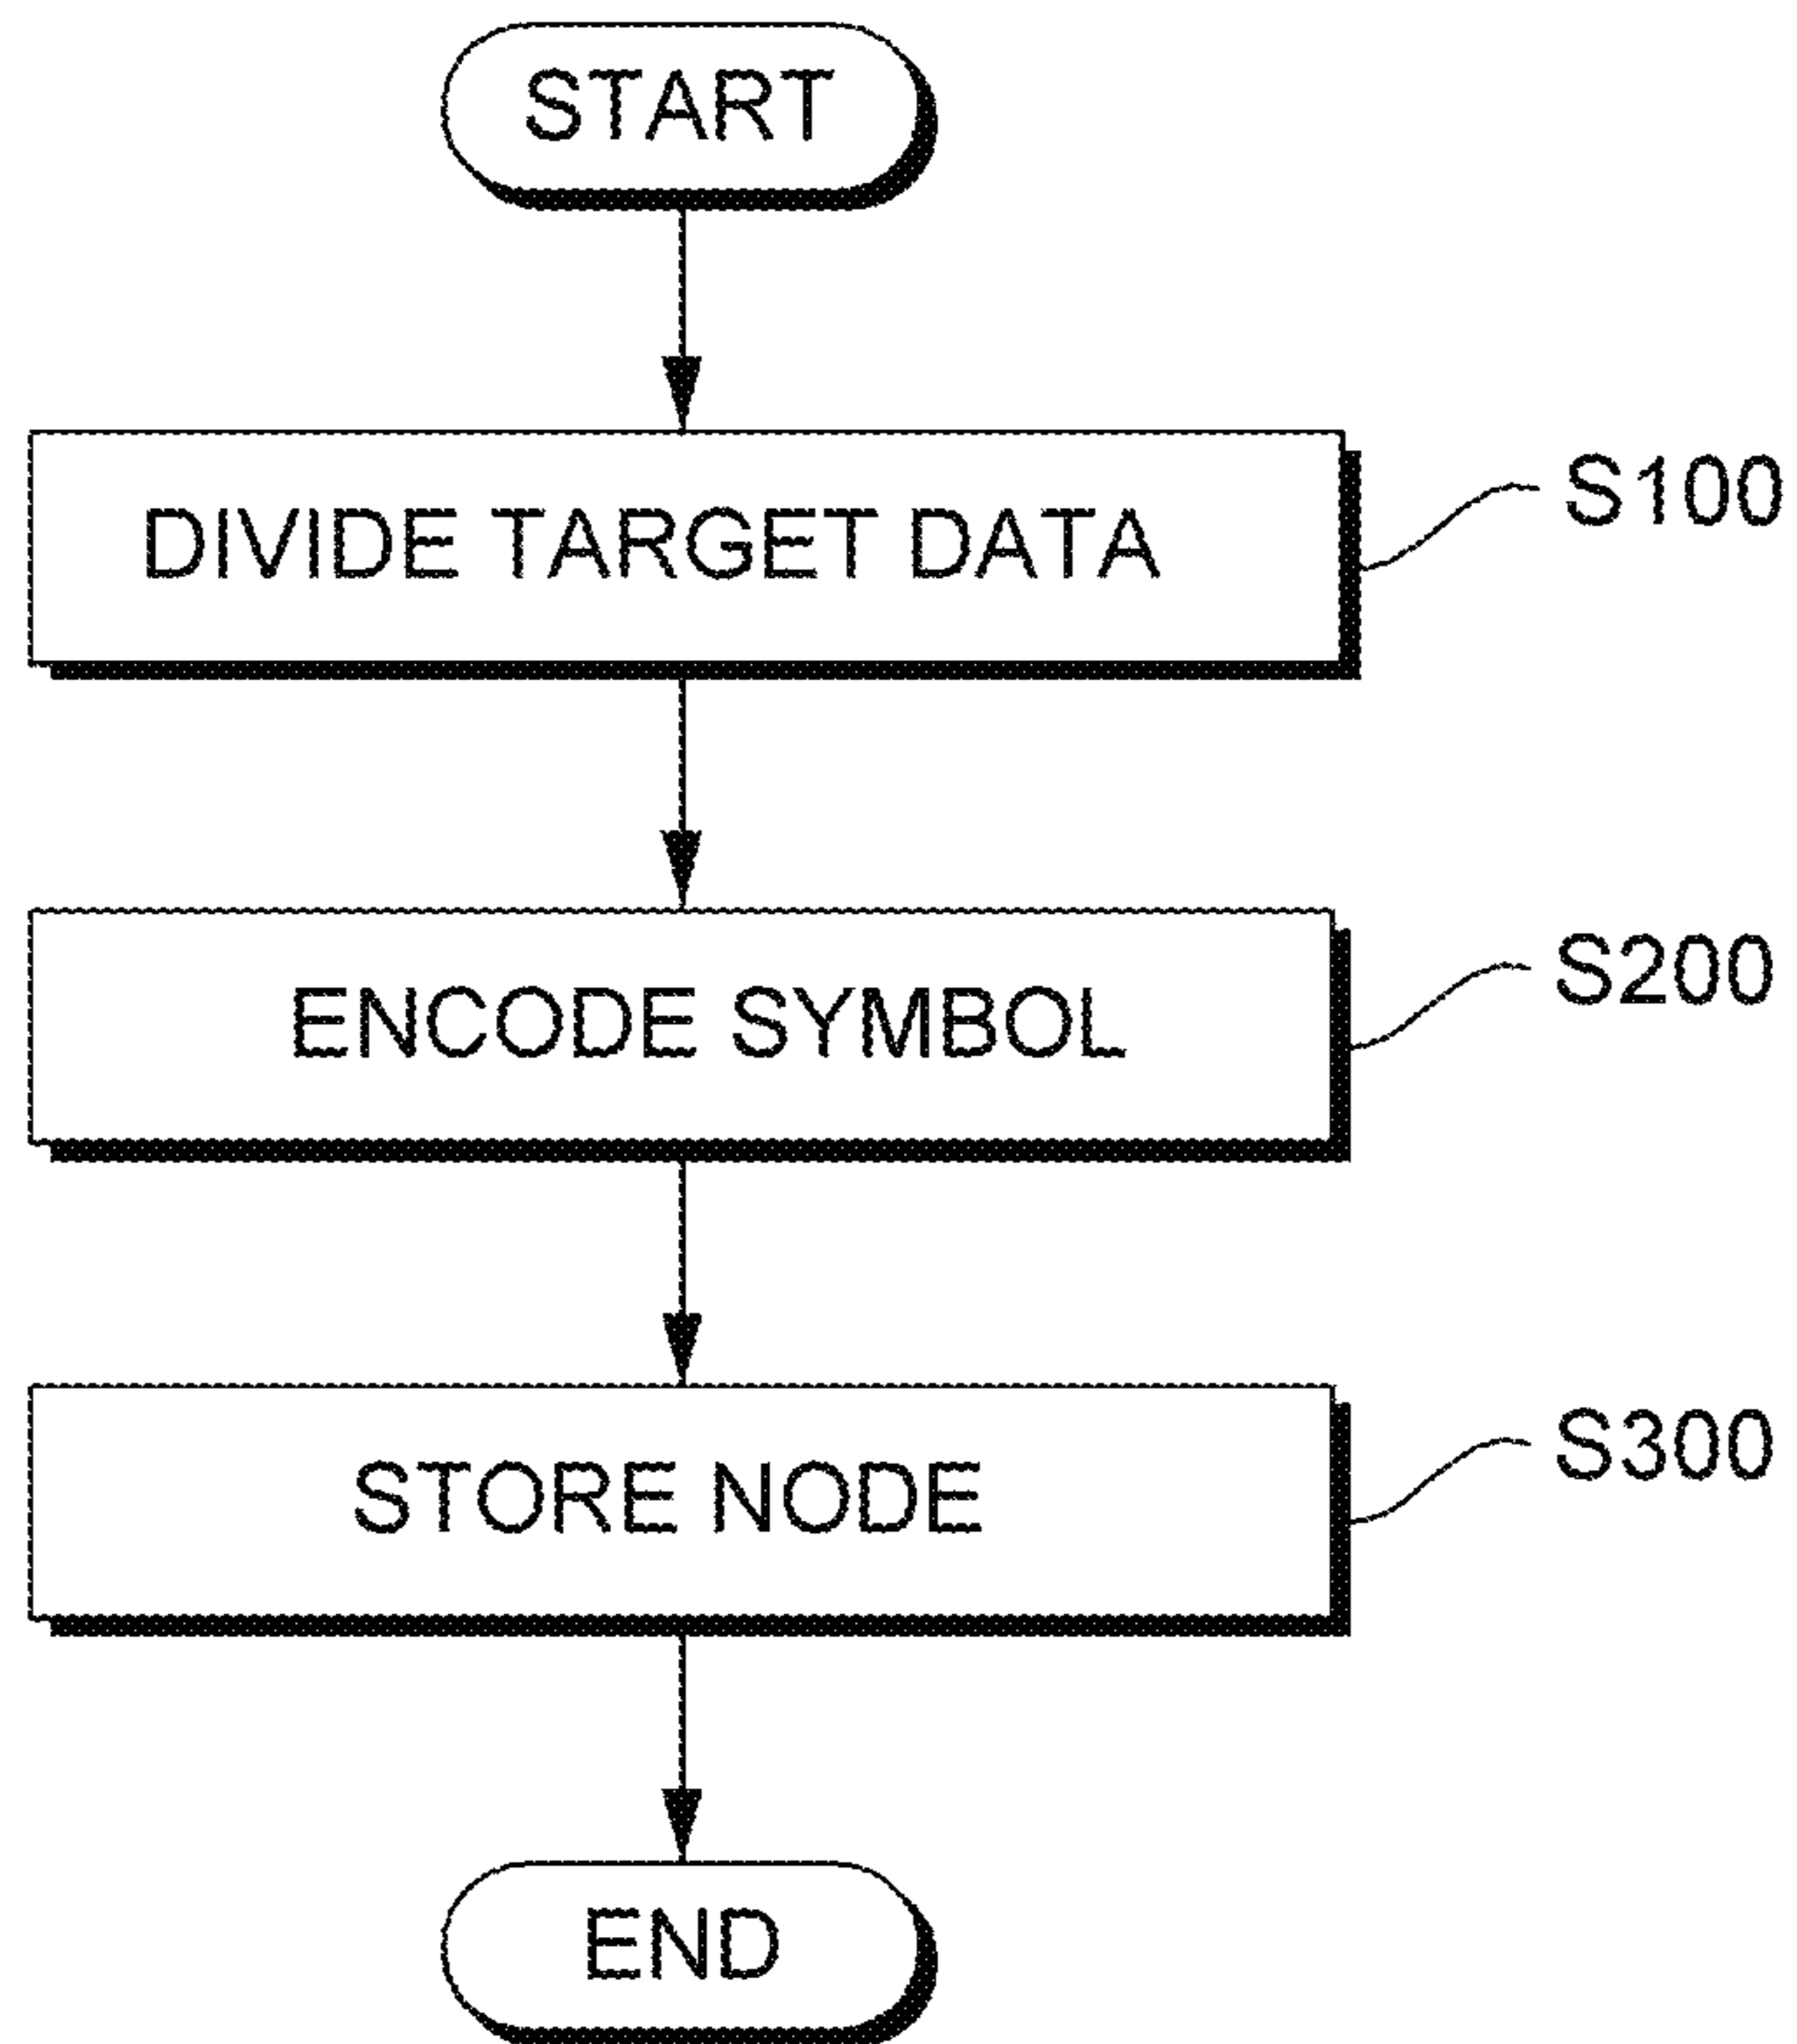 START
DIVIDE TARGET DATA
S100
ENCODE SYMBOL
S200
STORE NODE
S300
END